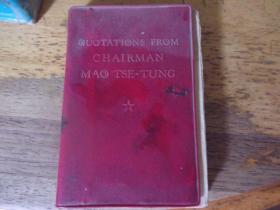 QUOTATIONS FROM
CHAIRMAN
MAO TSE-TUNG